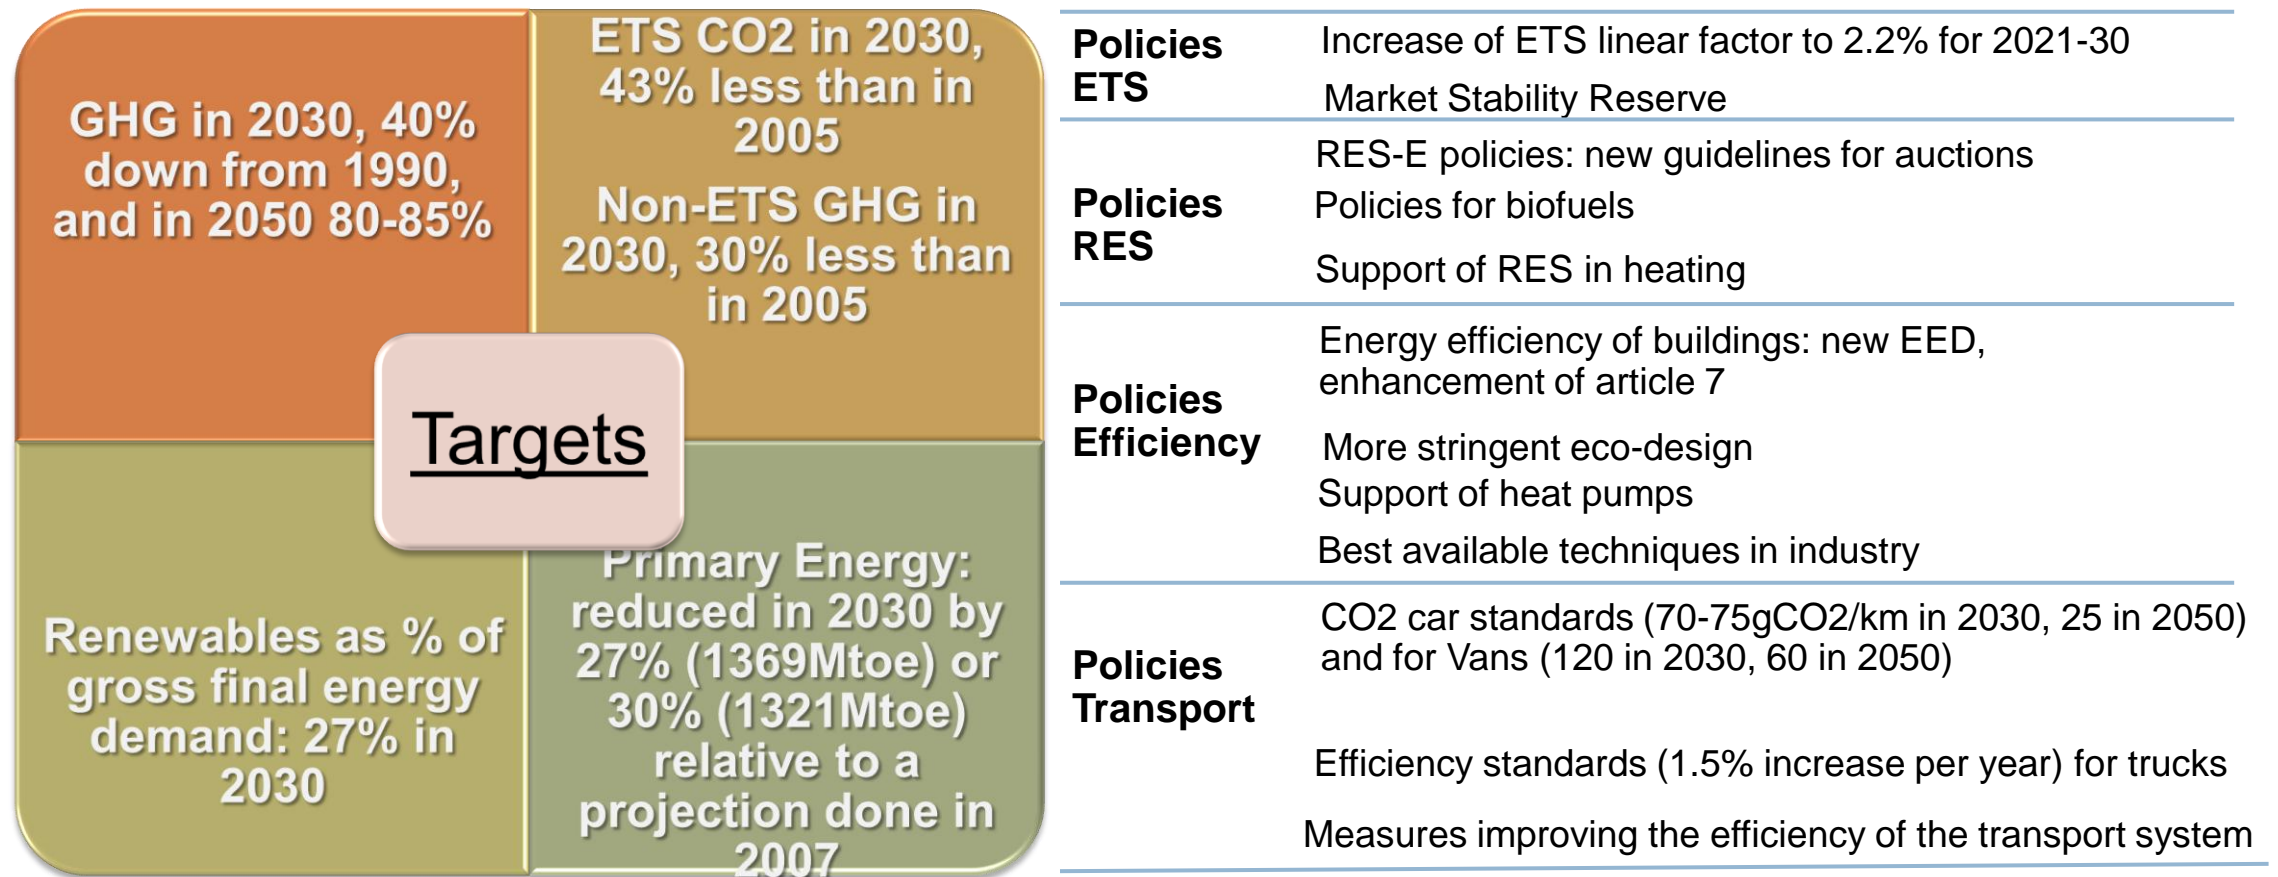 GHG in 2030, 40%
down from 1990,
and in 2050 80-85%
ETS CO2 in 2030,
43% less than in
2005
Non-ETS GHG in
2030, 30% less than
in 2005
Targets
Renewables as % of
gross final energy
demand: 27% in
2030
Primary Energy:
reduced in 2030 by
27% (1369Mtoe) or
30% (1321Mtoe)
relative to a
projection done in
2007
Policies
ETS
Increase of ETS linear factor to 2.2% for 2021-30
Market Stability Reserve
Policies
RES
RES-E policies: new guidelines for auctions
Policies for biofuels
Support of RES in heating
Policies
Efficiency
Energy efficiency of buildings: new EED,
enhancement of article 7
More stringent eco-design
Support of heat pumps
Best available techniques in industry
Policies
Transport
CO2 car standards (70-75gCO2/km in 2030, 25 in 2050)
and for Vans (120 in 2030, 60 in 2050)
Efficiency standards (1.5% increase per year) for trucks
Measures improving the efficiency of the transport system